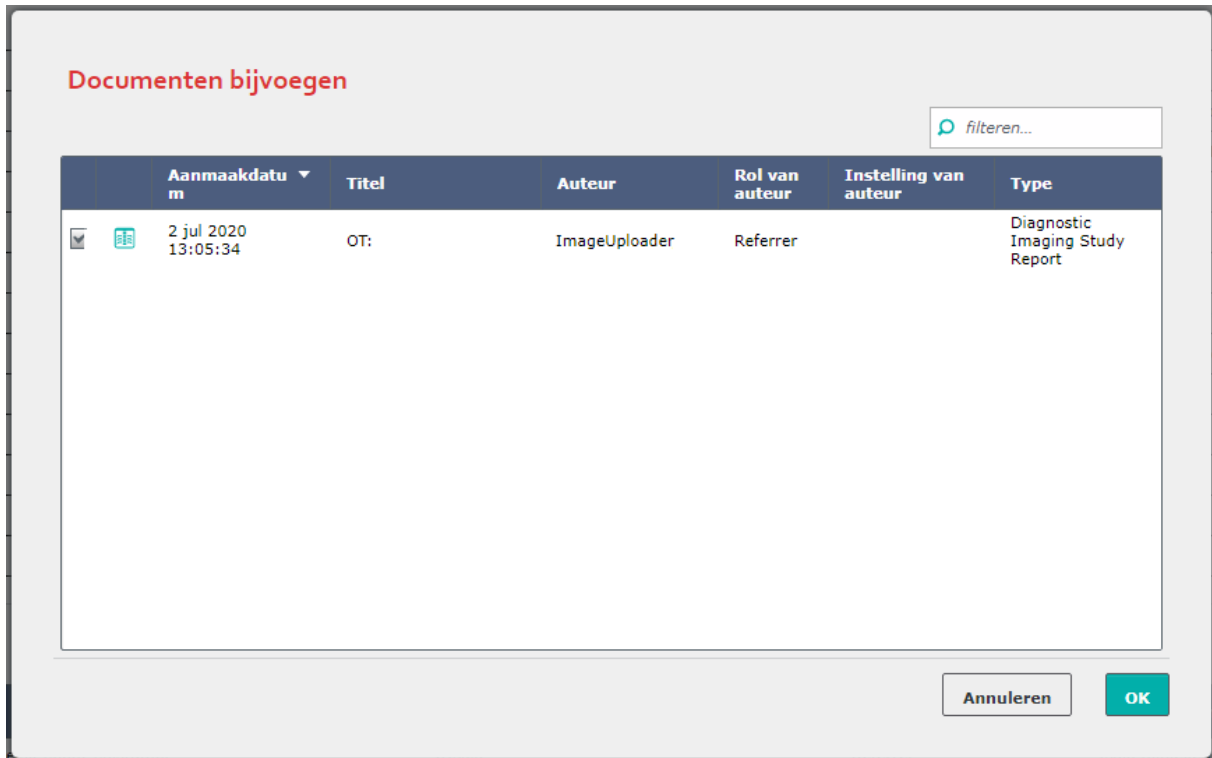 Documenten bijvoegen
filteren...
Aanmaakdatu
m
Titel
Auteur
Rol van
auteur
Instelling van
auteur
Type
2 jul 2020
13:05:34
OT:
ImageUploader
Referrer
Diagnostic
Imaging Study
Report
Annuleren
OK